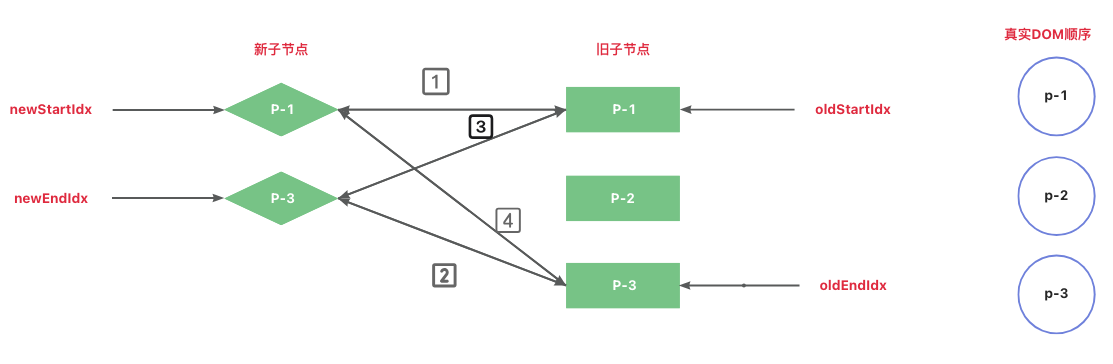 真实DOM顺序
新子节点
旧子节点
1
newStartIdx
P-1
P-1
oldStartIdx
p-1
3
newEndIdx
P-3
P-2
p-2
4
2
P-3
oldEndIdx
p-3